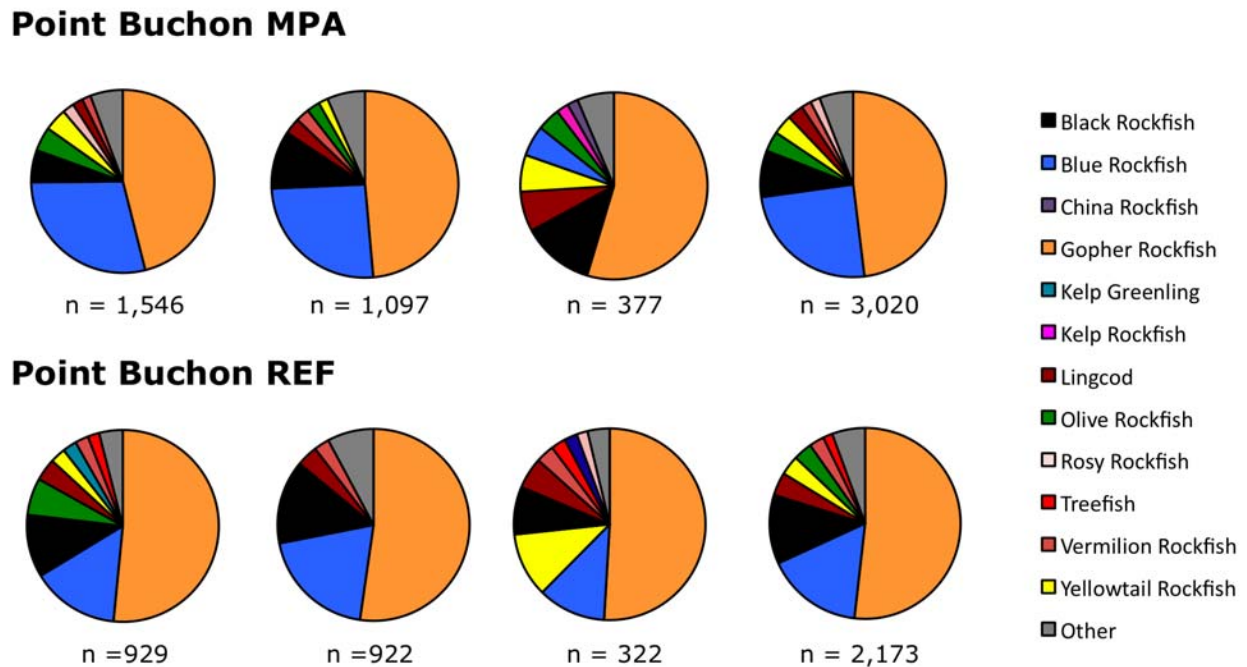 Point Buchon MPA
n = 1,546
n = 1,097
n = 377
n = 3,020
Point Buchon REF
n =929
n = 922
n = 322
n = 2,173
Black Rockfish
Blue Rockfish
China Rockfish
Gopher Rockfish
Kelp Greenling
Kelp Rockfish
Lingcod
Olive Rockfish
Rosy Rockfish
Treefish
Vermilion Rockfish
Yellowtail Rockfish
Other